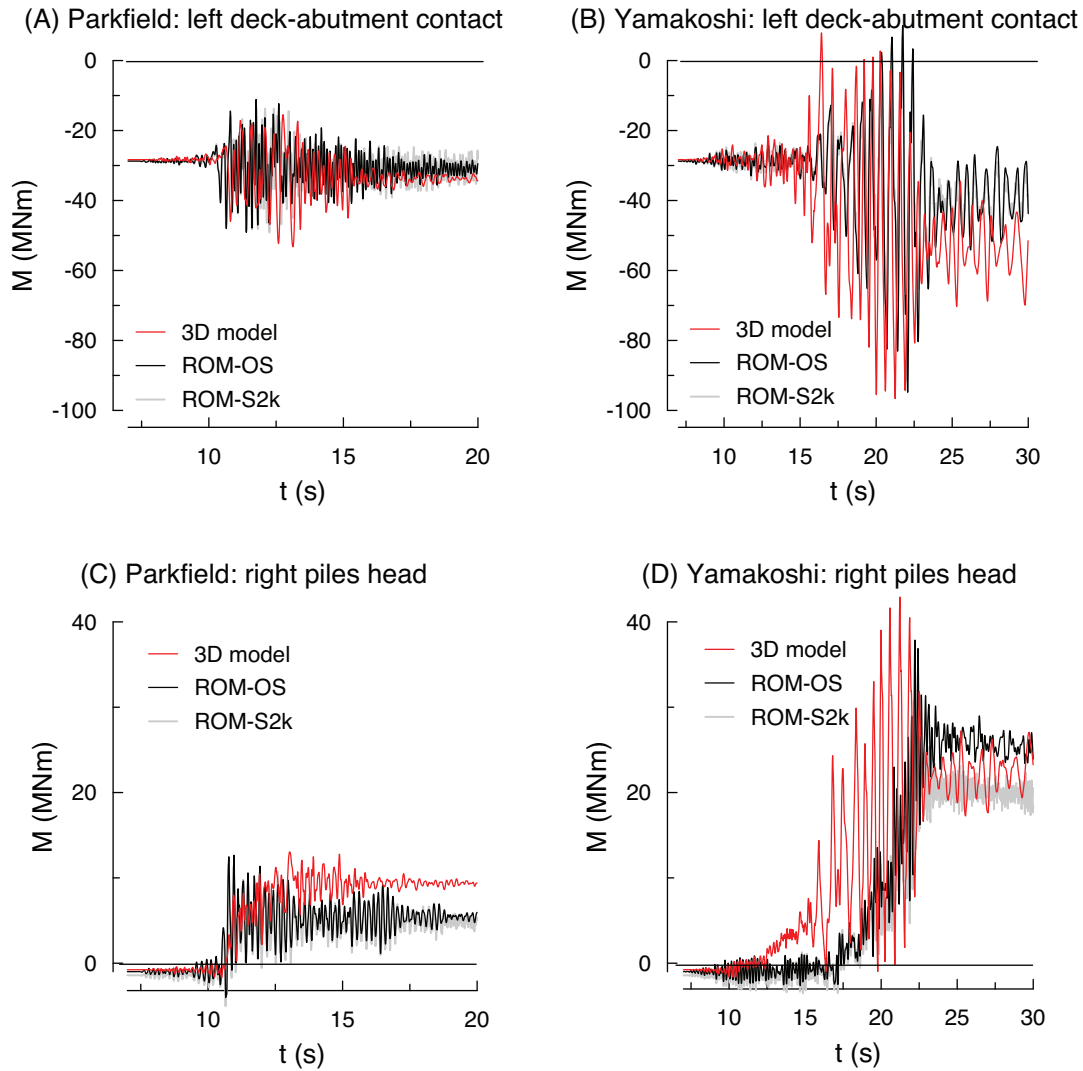 (A) Parkfield: left deck-abutment contact
(B) Yamakoshi: left deck-abutment contact
0
-20
-40
-60
-80
-100
M (MNm)
3D model
ROM-OS
ROM-S2k
10
15
20
t (s)
0
-20
-40
-60
-80
-100
M (MNm)
3D model
ROM-OS
ROM-S2k
10
15
20
25
30
t (s)
(C) Parkfield: right piles head
(D) Yamakoshi: right piles head
40
20
0
M (MNm)
3D model
ROM-OS
ROM-S2k
10
15
20
t (s)
40
20
0
M (MNm)
3D model
ROM-OS
ROM-S2k
10
15
20
25
30
t (s)